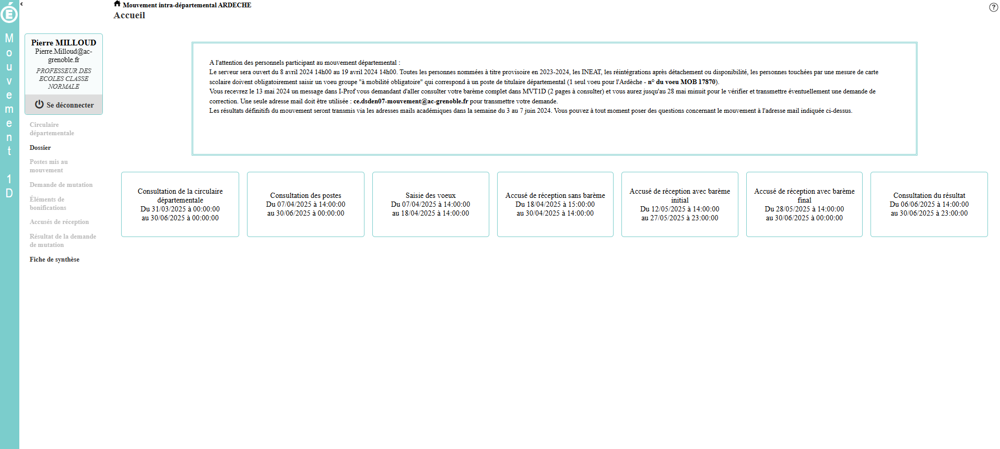 É
Mouvement 1D
‹
Mouvement intra-départemental ARDECHE
Accueil
?
Pierre MILLOUD
Pierre.Milloud@ac-
grenoble.fr
PROFESSEUR DES
ECOLES CLASSE
NORMALE
Se déconnecter
Circulaire
départementale
Dossier
Postes mis au
mouvement
Demande de mutation
Éléments de
bonifications
Accusés de réception
Résultat de la demande
de mutation
Fiche de synthèse
A l'attention des personnels participant au mouvement départemental :
Le serveur sera ouvert du 8 avril 2024 14h00 au 19 avril 2024 14h00. Toutes les personnes nommées à titre provisoire en 2023-2024, les INEAT, les réintégrations après détachement ou disponibilité, les personnes touchées par une mesure de carte
scolaire doivent obligatoirement saisir un voeu groupe "à mobilité obligatoire" qui correspond à un poste de titulaire départemental (1 seul voeu pour l'Ardèche - n° du voeu MOB 17870).
Vous recevrez le 13 mai 2024 un message dans I-Prof vous demandant d'aller consulter votre barème complet dans MVT1D (2 pages à consulter) et vous aurez jusqu'au 28 mai minuit pour le vérifier et transmettre éventuellement une demande de
correction. Une seule adresse mail doit être utilisée : ce.dsden07-mouvement@ac-grenoble.fr pour transmettre votre demande.
Les résultats définitifs du mouvement seront transmis via les adresses mails académiques dans la semaine du 3 au 7 juin 2024. Vous pouvez à tout moment poser des questions concernant le mouvement à l'adresse mail indiquée ci-dessus.
Consultation de la circulaire
départementale
Du 31/03/2025 à 00:00:00
au 30/06/2025 à 00:00:00
Consultation des postes
Du 07/04/2025 à 14:00:00
au 30/06/2025 à 00:00:00
Saisie des voeux
Du 07/04/2025 à 14:00:00
au 18/04/2025 à 14:00:00
Accusé de réception sans barème
Du 18/04/2025 à 15:00:00
au 30/04/2025 à 14:00:00
Accusé de réception avec barème
initial
Du 12/05/2025 à 14:00:00
au 27/05/2025 à 23:00:00
Accusé de réception avec barème
final
Du 28/05/2025 à 14:00:00
au 30/06/2025 à 00:00:00
Consultation du résultat
Du 06/06/2025 à 14:00:00
au 30/06/2025 à 23:00:00